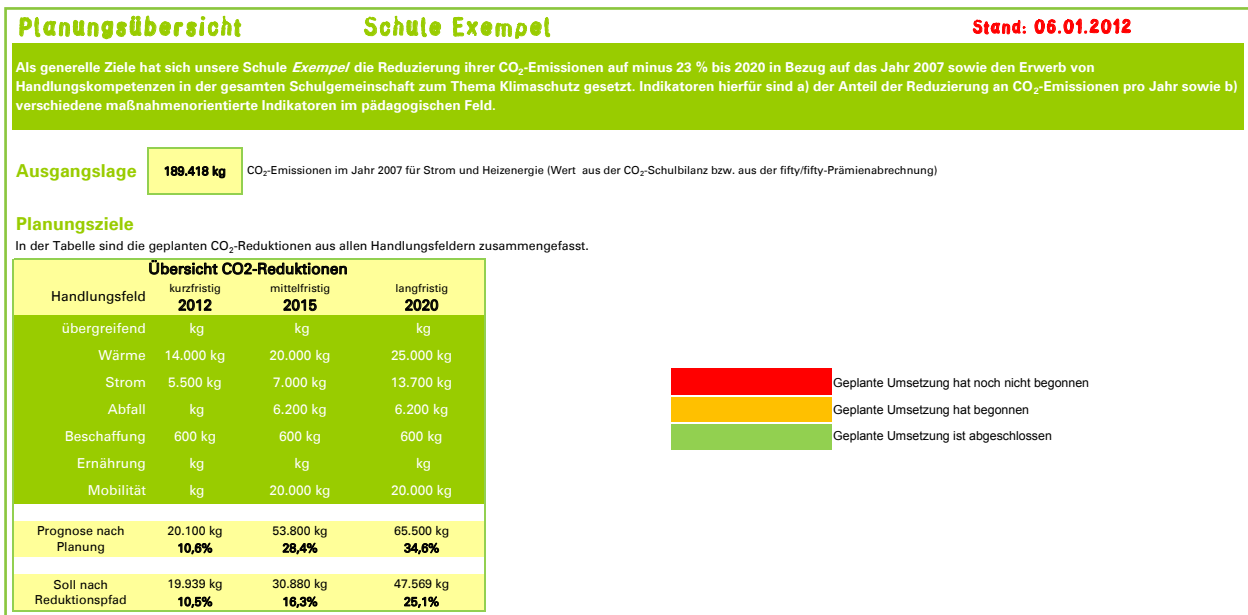 Planungsübersicht Schule Exempel Stand: 06.01.2012
Als generelle Ziele hat sich unsere Schule Exempel die Reduzierung ihrer CO₂-Emissionen auf minus 23 % bis 2020 in Bezug auf das Jahr 2007 sowie den Erwerb von
Handlungskompetenzen in der gesamten Schulgemeinschaft zum Thema Klimaschutz gesetzt. Indikatoren hierfür sind a) der Anteil der Reduzierung an CO₂-Emissionen pro Jahr sowie b)
verschiedene maßnahmenorientierte Indikatoren im pädagogischen Feld.
Ausgangslage 189.418 kg CO₂-Emissionen im Jahr 2007 für Strom und Heizenergie (Wert aus der CO₂-Schulbilanz bzw. aus der fifty/fifty-Prämienabrechnung)
Planungsziele
In der Tabelle sind die geplanten CO₂-Reduktionen aus allen Handlungsfeldern zusammengefasst.
Übersicht CO2-Reduktionen
Handlungsfeld kurzfristig mittelfristig langfristig
2012 2015 2020
übergreifend kg kg kg
Wärme 14.000 kg 20.000 kg 25.000 kg
Strom 5.500 kg 7.000 kg 13.700 kg
Abfall kg 6.200 kg 6.200 kg
Beschaffung 600 kg 600 kg 600 kg
Ernährung kg kg kg
Mobilität kg 20.000 kg 20.000 kg
Prognose nach 20.100 kg 53.800 kg 65.500 kg
Planung 10,6% 28,4% 34,6%
Soll nach 19.939 kg 30.880 kg 47.569 kg
Reduktionspfad 10,5% 16,3% 25,1%
Geplante Umsetzung hat noch nicht begonnen
Geplante Umsetzung hat begonnen
Geplante Umsetzung ist abgeschlossen